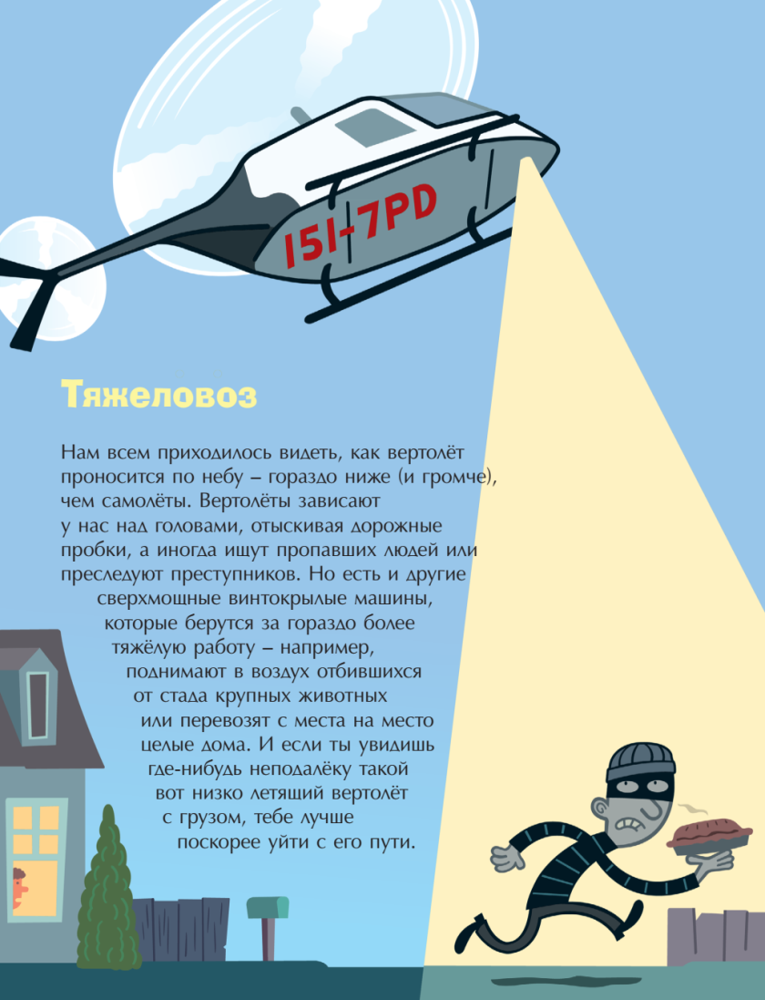 151-7PD
Тяжеловоз
Нам всем приходилось видеть, как вертолёт
проносится по небу – гораздо ниже (и громче),
чем самолёты. Вертолёты зависают
у нас над головами, отыскивая дорожные
пробки, а иногда ищут пропавших людей или
преследуют преступников. Но есть и другие
сверхмощные винтокрылые машины,
которые берутся за гораздо более
тяжёлую работу – например,
поднимают в воздух отбившихся
от стада крупных животных
или перевозят с места на место
целые дома. И если ты увидишь
где-нибудь неподалёку такой
вот низко летящий вертолёт
с грузом, тебе лучше
поскорее уйти с его пути.